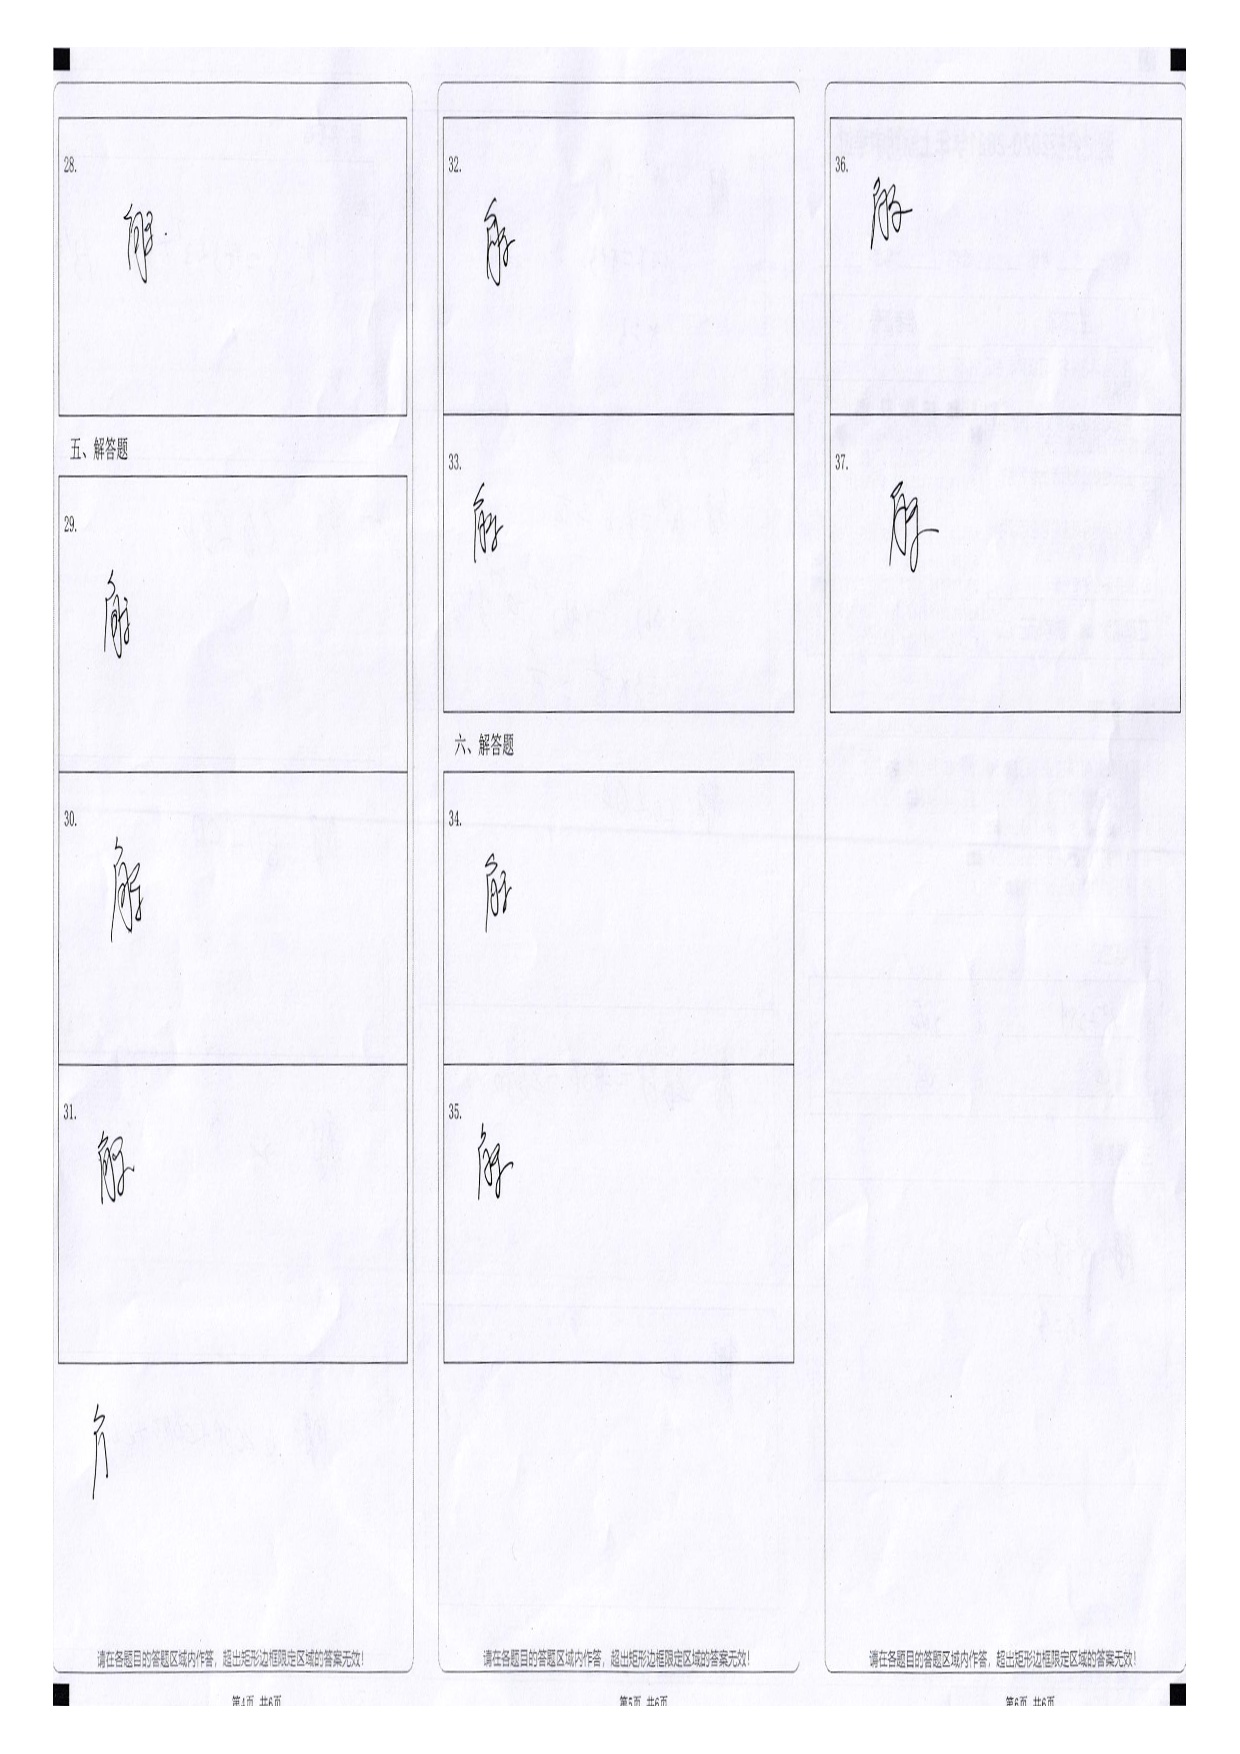 28.
解.
五、解答题
29.
解
30.
解
31.
解
请在各题目的答题区域内作答，超出矩形边框限定区域的答案无效!
第4页 共6页
32.
解
33.
解
六、解答题
34.
解
35.
解
请在各题目的答题区域内作答，超出矩形边框限定区域的答案无效!
第5页 共6页
36.
解
37.
解
请在各题目的答题区域内作答，超出矩形边框限定区域的答案无效!
第6页 共6页